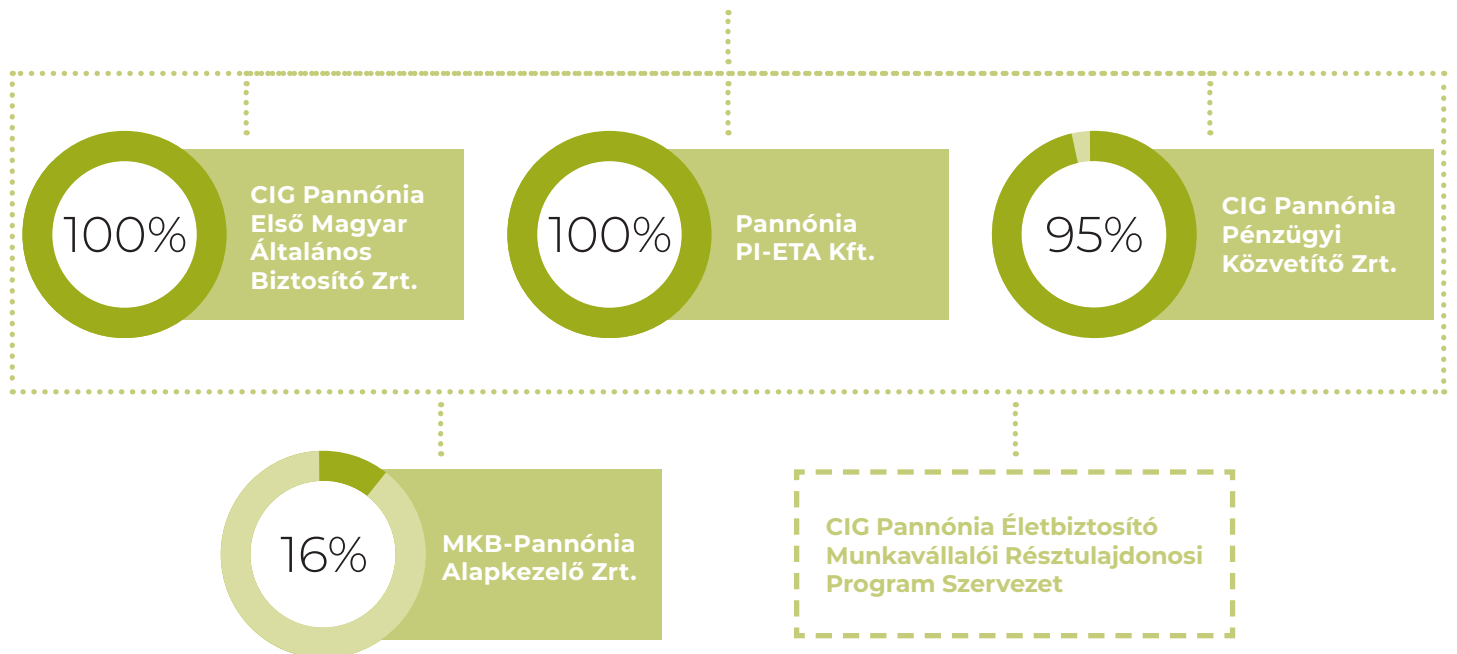 100%
CIG Pannónia
Első Magyar
Általános
Biztosító Zrt.
100%
Pannónia
PI-ETA Kft.
95%
CIG Pannónia
Pénzügyi
Közvetítő Zrt.
16%
MKB-Pannónia
Alapkezelő Zrt.
CIG Pannónia Életbiztosító
Munkavállalói Résztulajdonosi
Program Szervezet